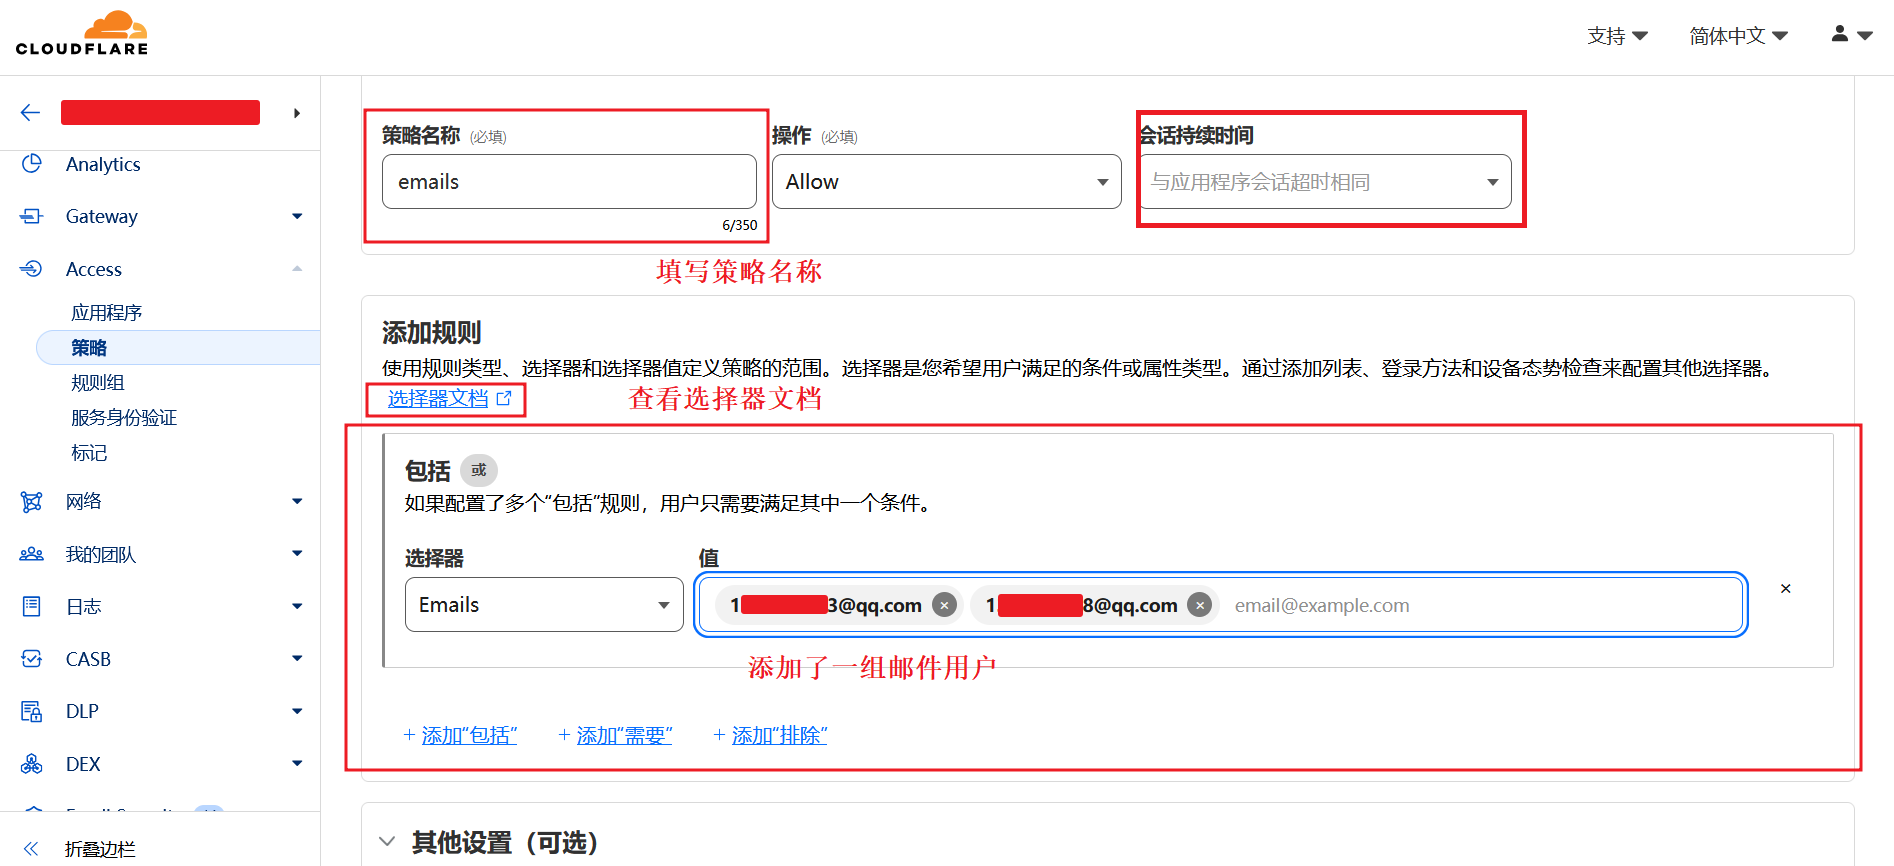 CLOUDFLARE
支持
简体中文
Analytics
Gateway
Access
应用程序
策略
规则组
服务身份验证
标记
网络
我的团队
日志
CASB
DLP
DEX
折叠边栏
策略名称 (必填)
操作 (必填)
会话持续时间
emails
Allow
与应用程序会话超时相同
6/350
填写策略名称
添加规则
使用规则类型、选择器和选择器值定义策略的范围。选择器是您希望用户满足的条件或属性类型。通过添加列表、登录方法和设备态势检查来配置其他选择器。
选择器文档
查看选择器文档
包括 或
如果配置了多个“包括”规则，用户只需要满足其中一个条件。
选择器
值
Emails
1 3@qq.com × 1 8@qq.com × email@example.com
×
添加了一组邮件用户
+ 添加“包括” + 添加“需要” + 添加“排除”
其他设置（可选）